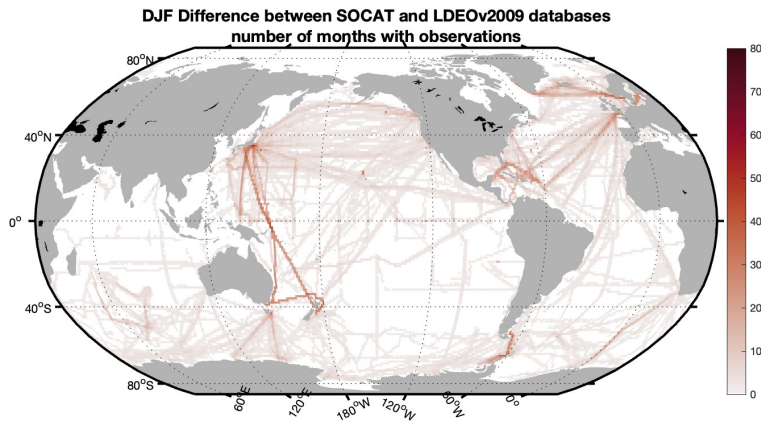 DJF Difference between SOCAT and LDEOv2009 databases
number of months with observations
80°N
40°N
0°
40°S
80°S
60°E
120°E
180°W
120°W
60°W
0°
80
70
60
50
40
30
20
10
0